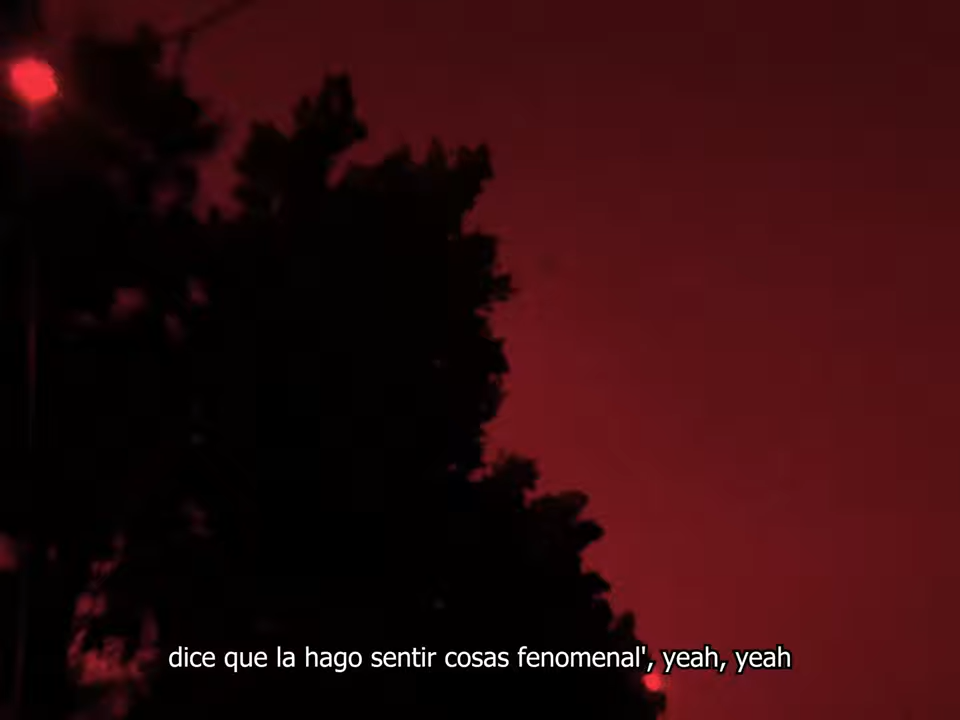 dice que la hago sentir cosas fenomenal', yeah, yeah